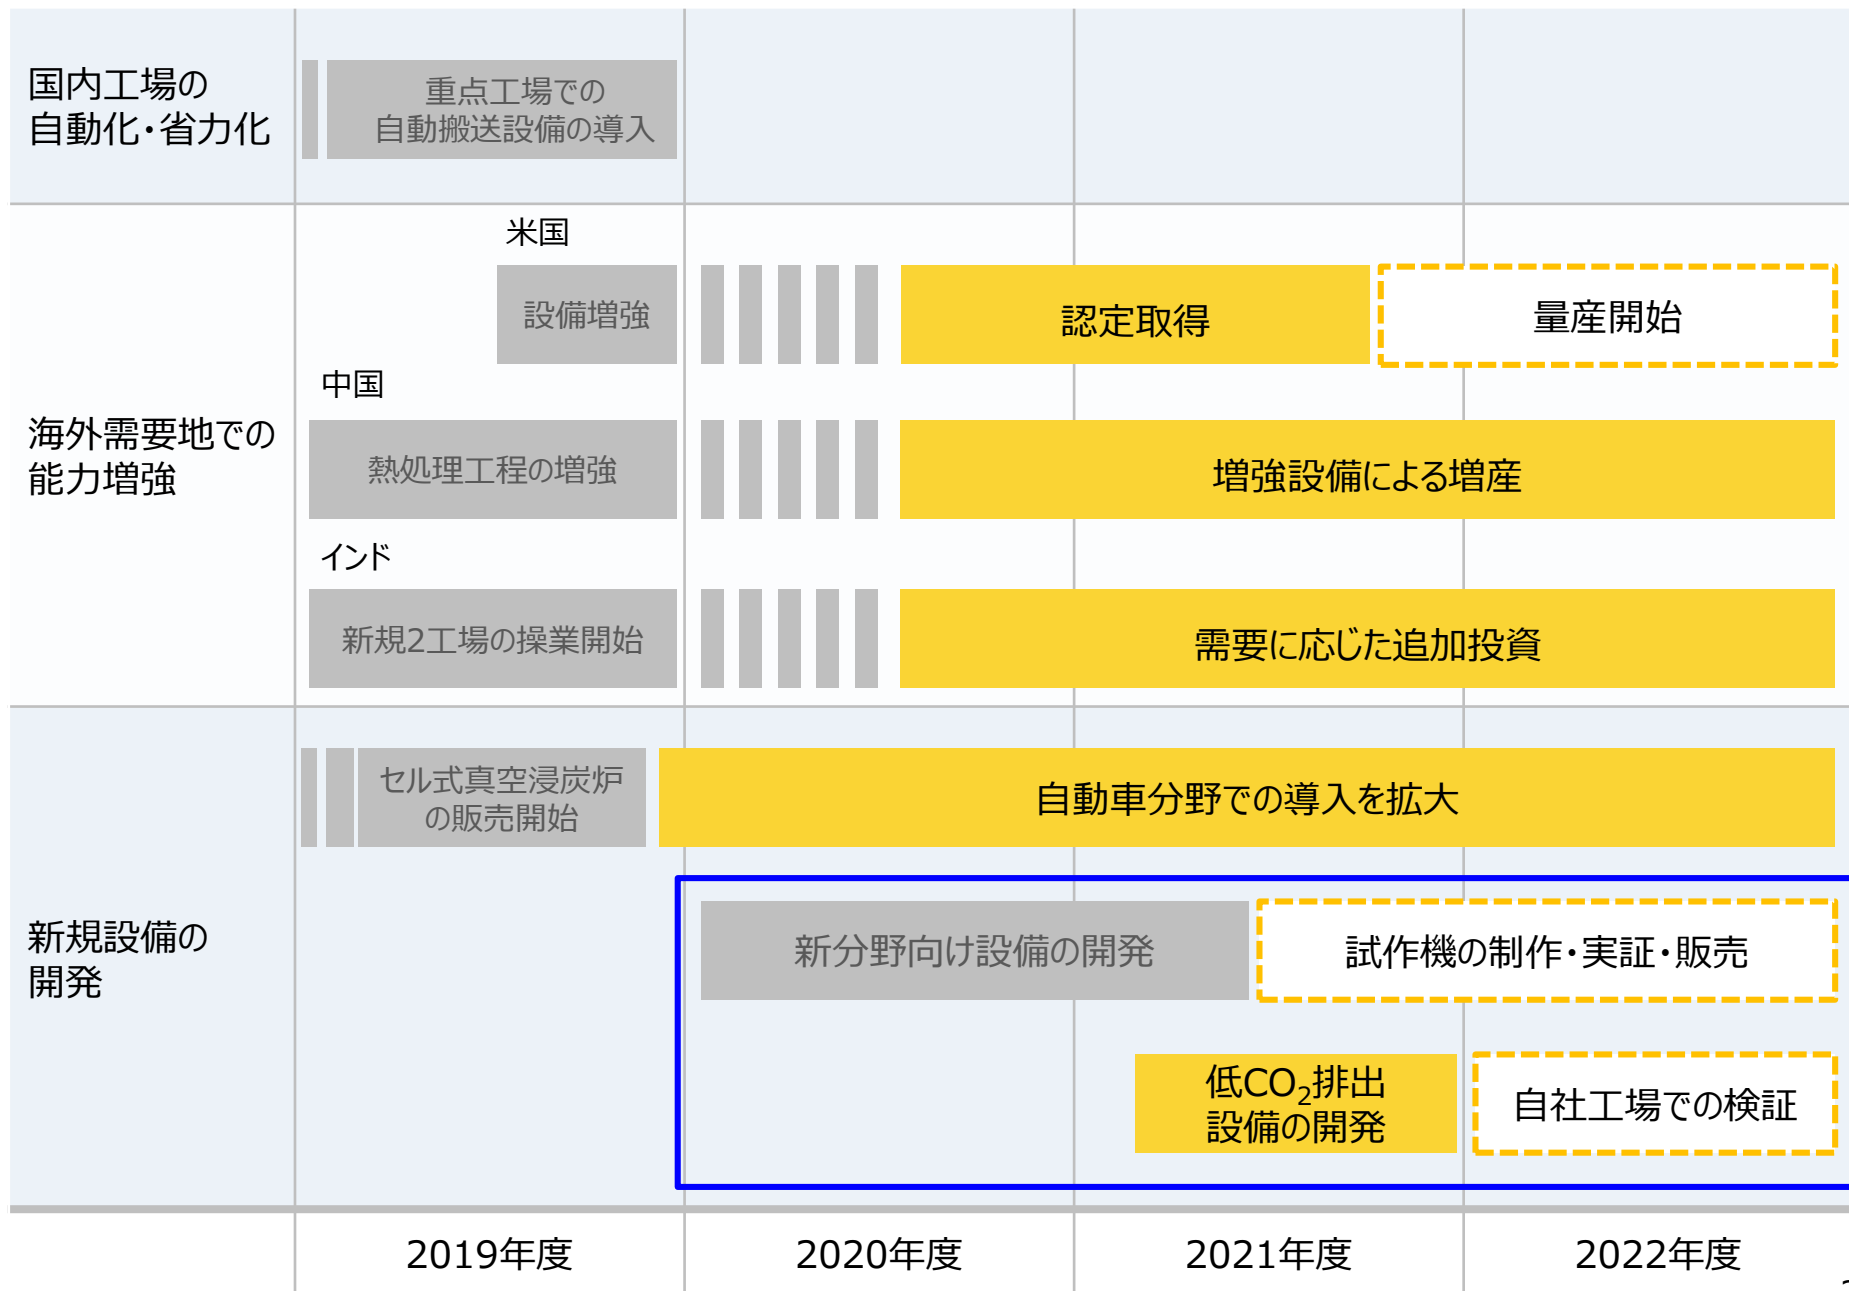 国内工場の
自動化・省力化
重点工場での
自動搬送設備の導入
海外需要地での
能力増強
米国
設備増強
認定取得
量産開始
中国
熱処理工程の増強
増強設備による増産
インド
新規2工場の操業開始
需要に応じた追加投資
新規設備の
開発
セル式真空浸炭炉
の販売開始
自動車分野での導入を拡大
新分野向け設備の開発
試作機の制作・実証・販売
低CO₂排出
設備の開発
自社工場での検証
2019年度
2020年度
2021年度
2022年度